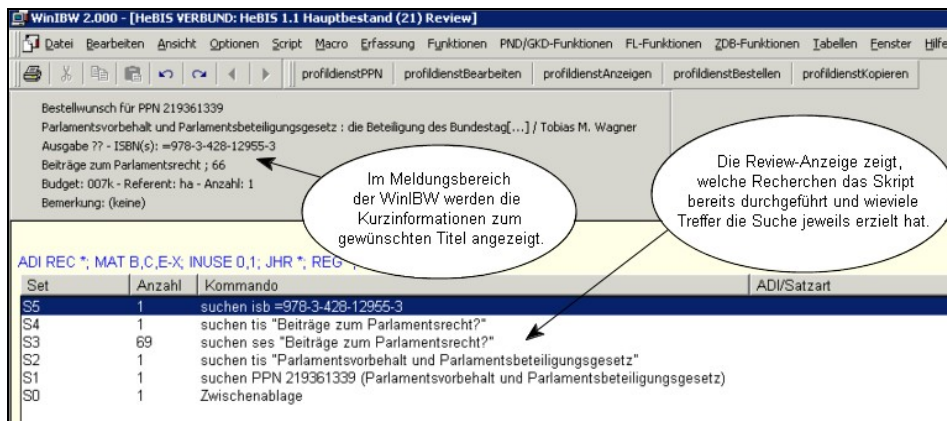 WinIBW 2.000 - [HeBIS VERBUND: HeBIS 1.1 Hauptbestand (21) Review]
Datei Bearbeiten Ansicht Optionen Script Macro Erfassung Funktionen PND/GKD-Funktionen FL-Funktionen ZDB-Funktionen Tabellen Fenster Hilfe
profildienstPPN profildienstBearbeiten profildienstAnzeigen profildienstBestellen profildienstKopieren
Bestellwunsch für PPN 219361339
Parlamentsvorbehalt und Parlamentsbeteiligungsgesetz : die Beteiligung des Bundestag[...] / Tobias M. Wagner
Ausgabe ?? - ISBN(s): =978-3-428-12955-3
Beiträge zum Parlamentsrecht ; 66
Budget: 007k - Referent: ha - Anzahl: 1
Bemerkung: (keine)
Im Meldungsbereich
der WinIBW werden die
Kurzinformationen zum
gewünschten Titel angezeigt.
Die Review-Anzeige zeigt,
welche Recherchen das Skript
bereits durchgeführt und wieviele
Treffer die Suche jeweils erzielt hat.
ADI REC *; MAT B,C,E-X; INUSE 0,1; JHR *; REG
Set Anzahl Kommando ADI/Satzart
S5 1 suchen isb =978-3-428-12955-3
S4 1 suchen tis "Beiträge zum Parlamentsrecht?"
S3 69 suchen ses "Beiträge zum Parlamentsrecht?"
S2 1 suchen tis "Parlamentsvorbehalt und Parlamentsbeteiligungsgesetz"
S1 1 suchen PPN 219361339 (Parlamentsvorbehalt und Parlamentsbeteiligungsgesetz)
S0 1 Zwischenablage